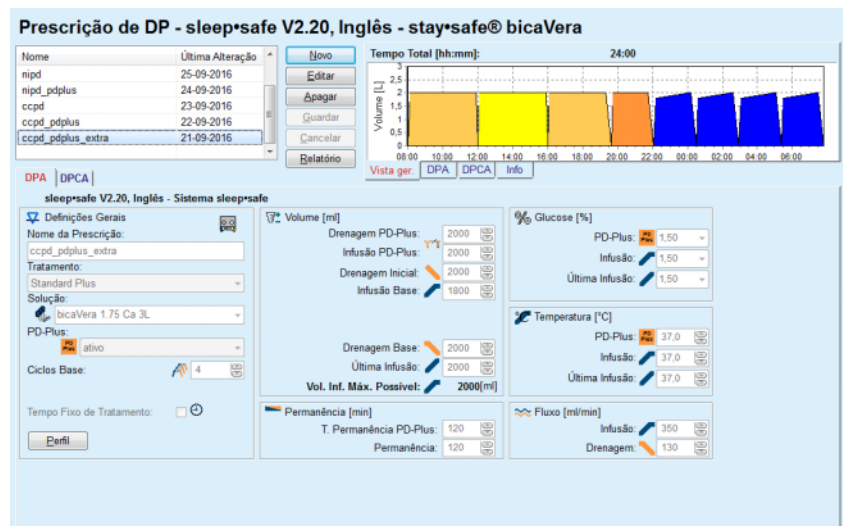 Prescrição de DP - sleep•safe V2.20, Inglês - stay•safe® bicaVera
Nome Última Alteração
nipd 25-09-2016
nipd_pdplus 24-09-2016
ccpd 23-09-2016
ccpd_pdplus 22-09-2016
ccpd_pdplus_extra 21-09-2016
Novo
Editar
Apagar
Guardar
Cancelar
Relatório
Tempo Total [hh:mm]: 24:00
Volume [L]
3
2,5
2
1,5
1
0,5
0
08:00 10:00 12:00 14:00 16:00 18:00 20:00 22:00 00:00 02:00 04:00 06:00
Vista ger. DPA DPCA Info
DPA DPCA
sleep•safe V2.20, Inglês - Sistema sleep•safe
Definições Gerais
Nome da Prescrição:
ccpd_pdplus_extra
Tratamento:
Standard Plus
Solução:
bicaVera 1.75 Ca 3L
PD-Plus:
PD Plus ativo
Ciclos Base: 4
Tempo Fixo de Tratamento:
Perfil
Volume [ml]
Drenagem PD-Plus: 2000
Infusão PD-Plus: 2000
Drenagem Inicial: 2000
Infusão Base: 1800
Drenagem Base: 2000
Última Infusão: 2000
Vol. Inf. Máx. Possivel: 2000[ml]
Permanência [min]
T. Permanência PD-Plus: 120
Permanência: 120
Glucose [%]
PD-Plus: PD Plus 1,50
Infusão: 1,50
Última Infusão: 1,50
Temperatura [°C]
PD-Plus: PD Plus 37,0
Infusão: 37,0
Última Infusão: 37,0
Fluxo [ml/min]
Infusão: 350
Drenagem: 130